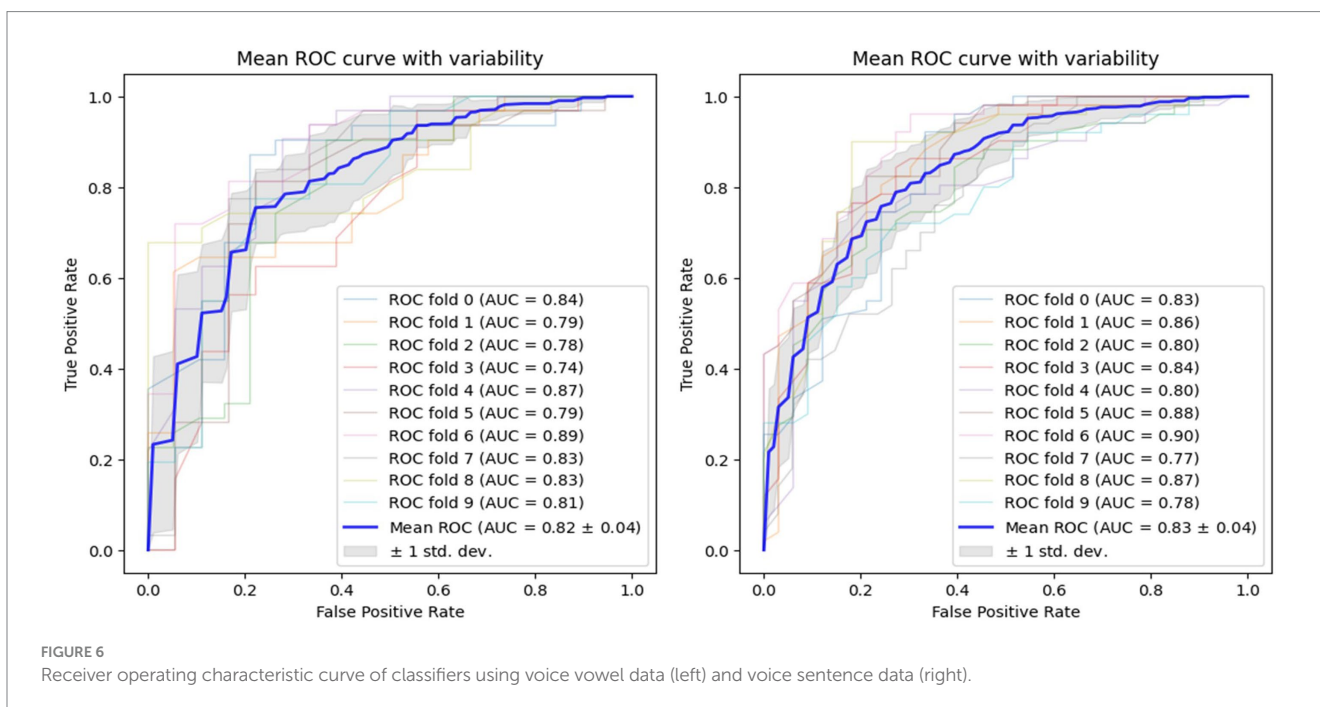 Mean ROC curve with variability
1.0
0.8
0.6
0.4
0.2
0.0
True Positive Rate
0.0 0.2 0.4 0.6 0.8 1.0
False Positive Rate
ROC fold 0 (AUC = 0.84)
ROC fold 1 (AUC = 0.79)
ROC fold 2 (AUC = 0.78)
ROC fold 3 (AUC = 0.74)
ROC fold 4 (AUC = 0.87)
ROC fold 5 (AUC = 0.79)
ROC fold 6 (AUC = 0.89)
ROC fold 7 (AUC = 0.83)
ROC fold 8 (AUC = 0.83)
ROC fold 9 (AUC = 0.81)
Mean ROC (AUC = 0.82 ± 0.04)
± 1 std. dev.
Mean ROC curve with variability
1.0
0.8
0.6
0.4
0.2
0.0
True Positive Rate
0.0 0.2 0.4 0.6 0.8 1.0
False Positive Rate
ROC fold 0 (AUC = 0.83)
ROC fold 1 (AUC = 0.86)
ROC fold 2 (AUC = 0.80)
ROC fold 3 (AUC = 0.84)
ROC fold 4 (AUC = 0.80)
ROC fold 5 (AUC = 0.88)
ROC fold 6 (AUC = 0.90)
ROC fold 7 (AUC = 0.77)
ROC fold 8 (AUC = 0.87)
ROC fold 9 (AUC = 0.78)
Mean ROC (AUC = 0.83 ± 0.04)
± 1 std. dev.
FIGURE 6
Receiver operating characteristic curve of classifiers using voice vowel data (left) and voice sentence data (right).